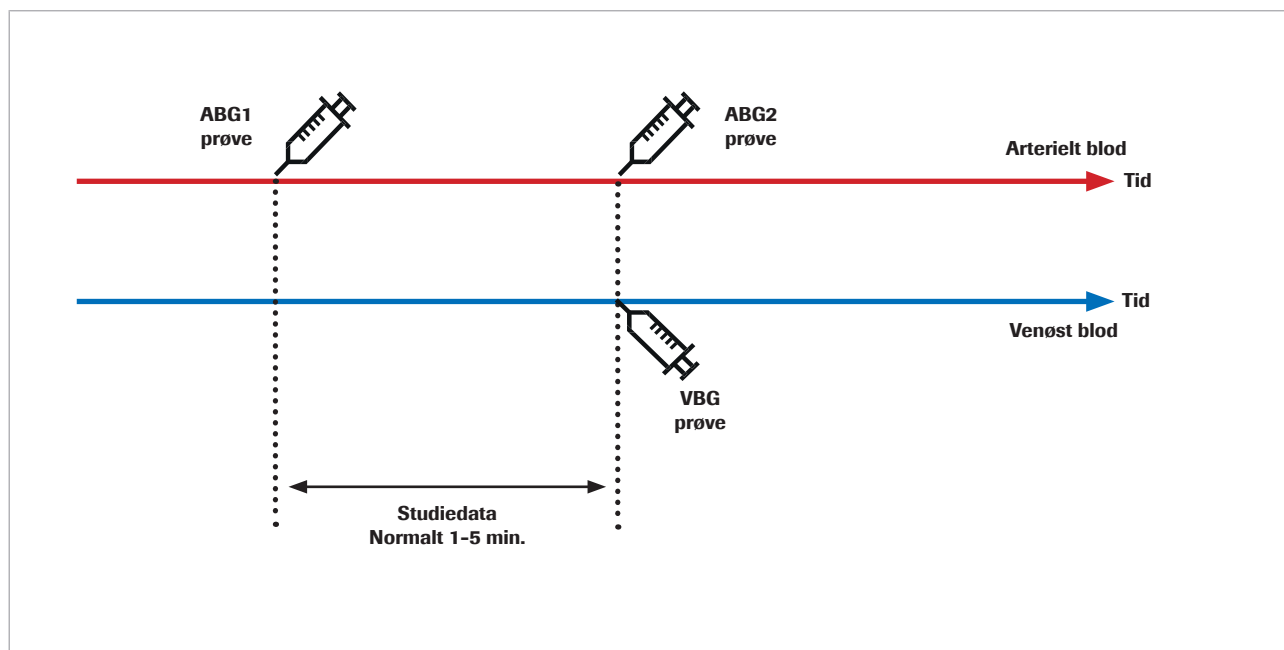 ABG1
prøve
ABG2
prøve
Arterielt blod
Tid
Tid
Venøst blod
VBG
prøve
Studiedata
Normalt 1-5 min.